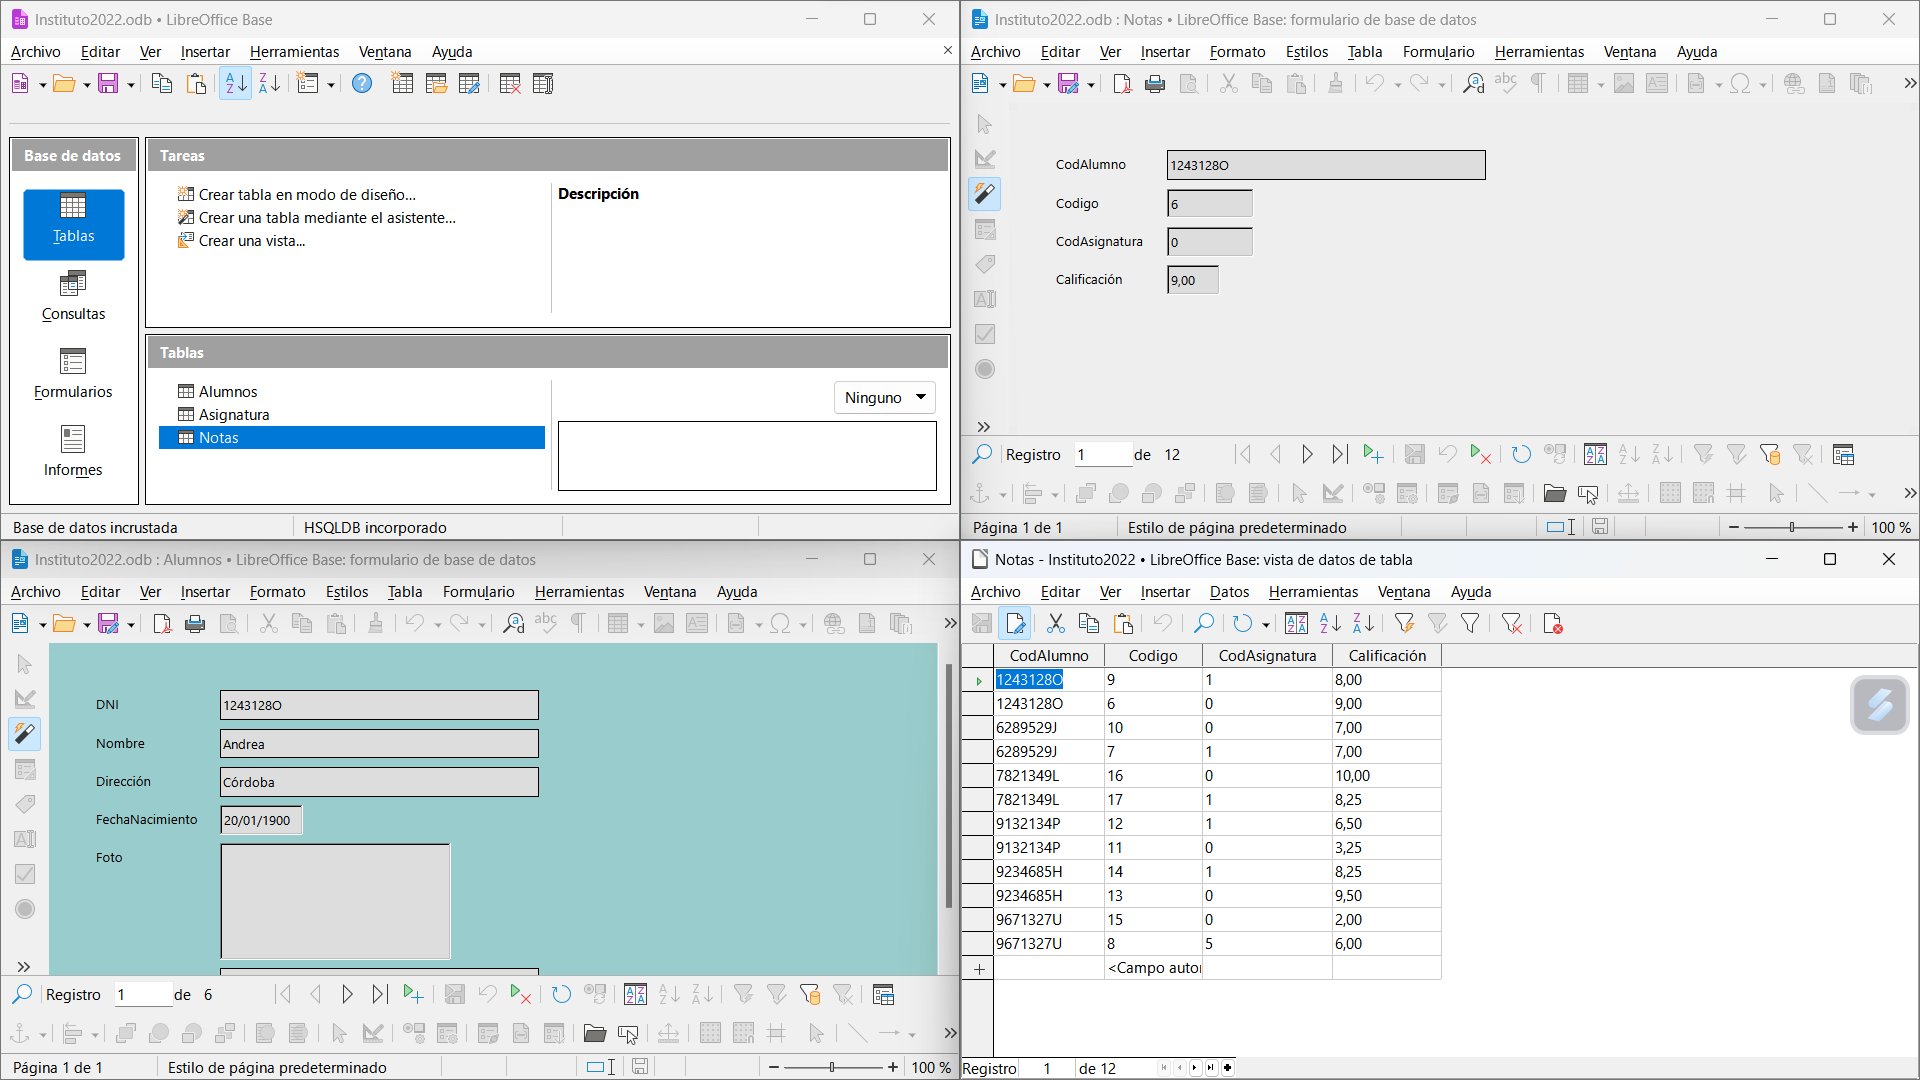 Instituto2022.odb • LibreOffice Base
Archivo Editar Ver Insertar Herramientas Ventana Ayuda
Base de datos
Tablas
Consultas
Formularios
Informes
Tareas
Crear tabla en modo de diseño...
Crear una tabla mediante el asistente...
Crear una vista...
Descripción
Tablas
Alumnos
Asignatura
Notas
Ninguno
Base de datos incrustada HSQLDB incorporado
Instituto2022.odb : Notas • LibreOffice Base: formulario de base de datos
Archivo Editar Ver Insertar Formato Estilos Tabla Formulario Herramientas Ventana Ayuda
CodAlumno 1243128O
Codigo 6
CodAsignatura 0
Calificación 9,00
Registro 1 de 12
Página 1 de 1 Estilo de página predeterminado 100 %
Instituto2022.odb : Alumnos • LibreOffice Base: formulario de base de datos
Archivo Editar Ver Insertar Formato Estilos Tabla Formulario Herramientas Ventana Ayuda
DNI 1243128O
Nombre Andrea
Dirección Córdoba
FechaNacimiento 20/01/1900
Foto
Registro 1 de 6
Página 1 de 1 Estilo de página predeterminado 100 %
Notas - Instituto2022 • LibreOffice Base: vista de datos de tabla
Archivo Editar Ver Insertar Datos Herramientas Ventana Ayuda
CodAlumno Codigo CodAsignatura Calificación
1243128O 9 1 8,00
1243128O 6 0 9,00
6289529J 10 0 7,00
6289529J 7 1 7,00
7821349L 16 0 10,00
7821349L 17 1 8,25
9132134P 12 1 6,50
9132134P 11 0 3,25
9234685H 14 1 8,25
9234685H 13 0 9,50
9671327U 15 0 2,00
9671327U 8 5 6,00
<Campo autor
Registro 1 de 12